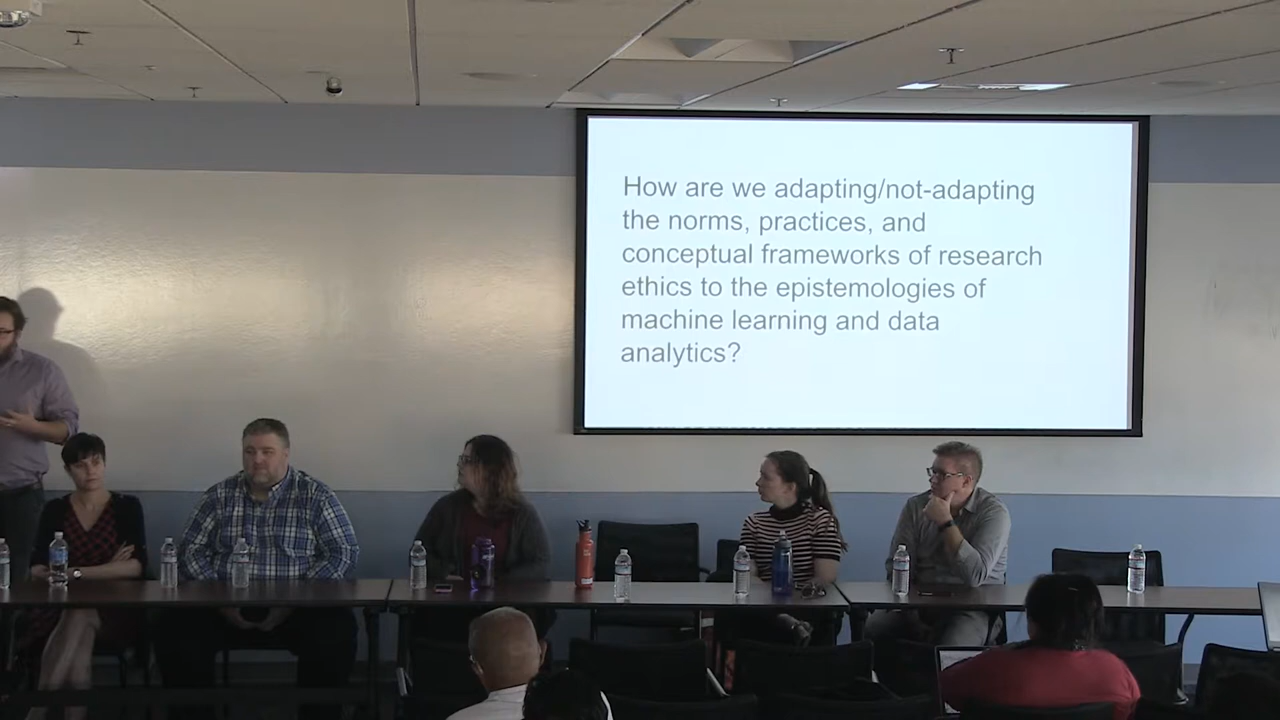 How are we adapting/not-adapting
the norms, practices, and
conceptual frameworks of research
ethics to the epistemologies of
machine learning and data
analytics?